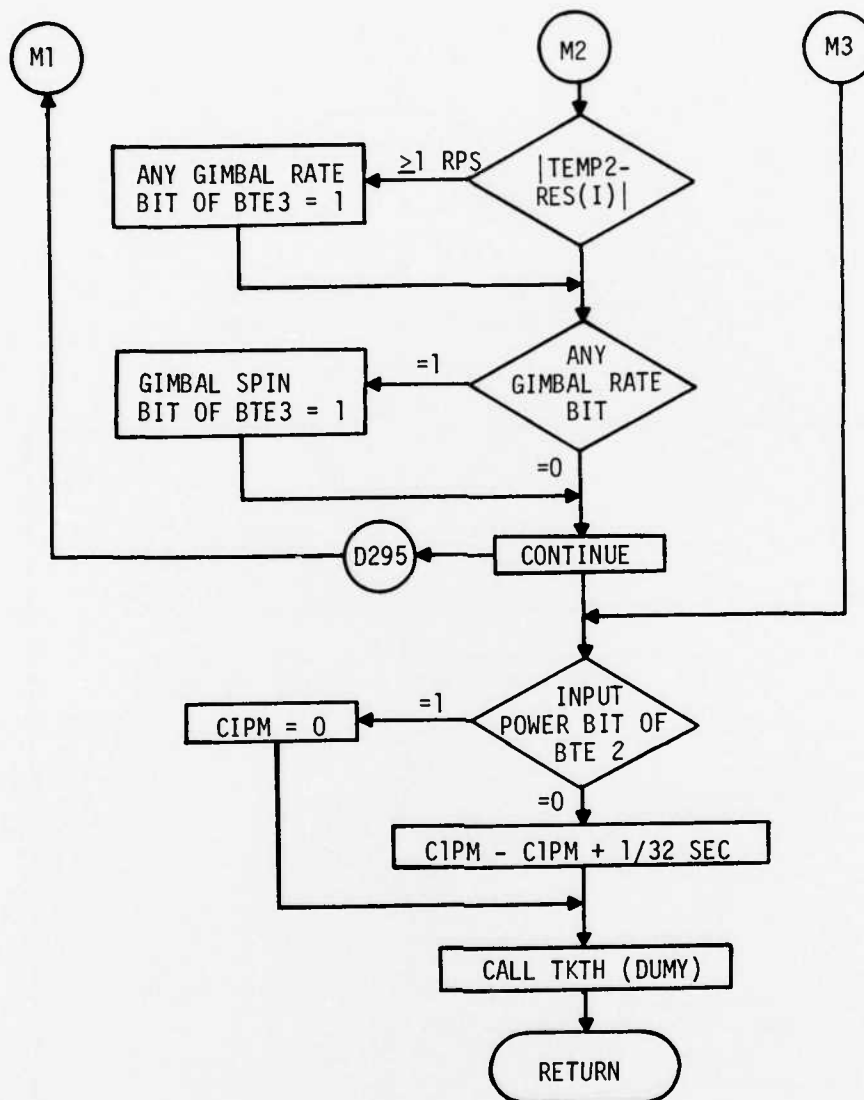 M1
M2
M3
≥1 RPS
|TEMP2-
RES(I)|
ANY GIMBAL RATE
BIT OF BTE3 = 1
=1
ANY
GIMBAL RATE
BIT
GIMBAL SPIN
BIT OF BTE3 = 1
=0
D295
CONTINUE
=1
INPUT
POWER BIT OF
BTE 2
CIPM = 0
=0
C1PM - C1PM + 1/32 SEC
CALL TKTH (DUMY)
RETURN